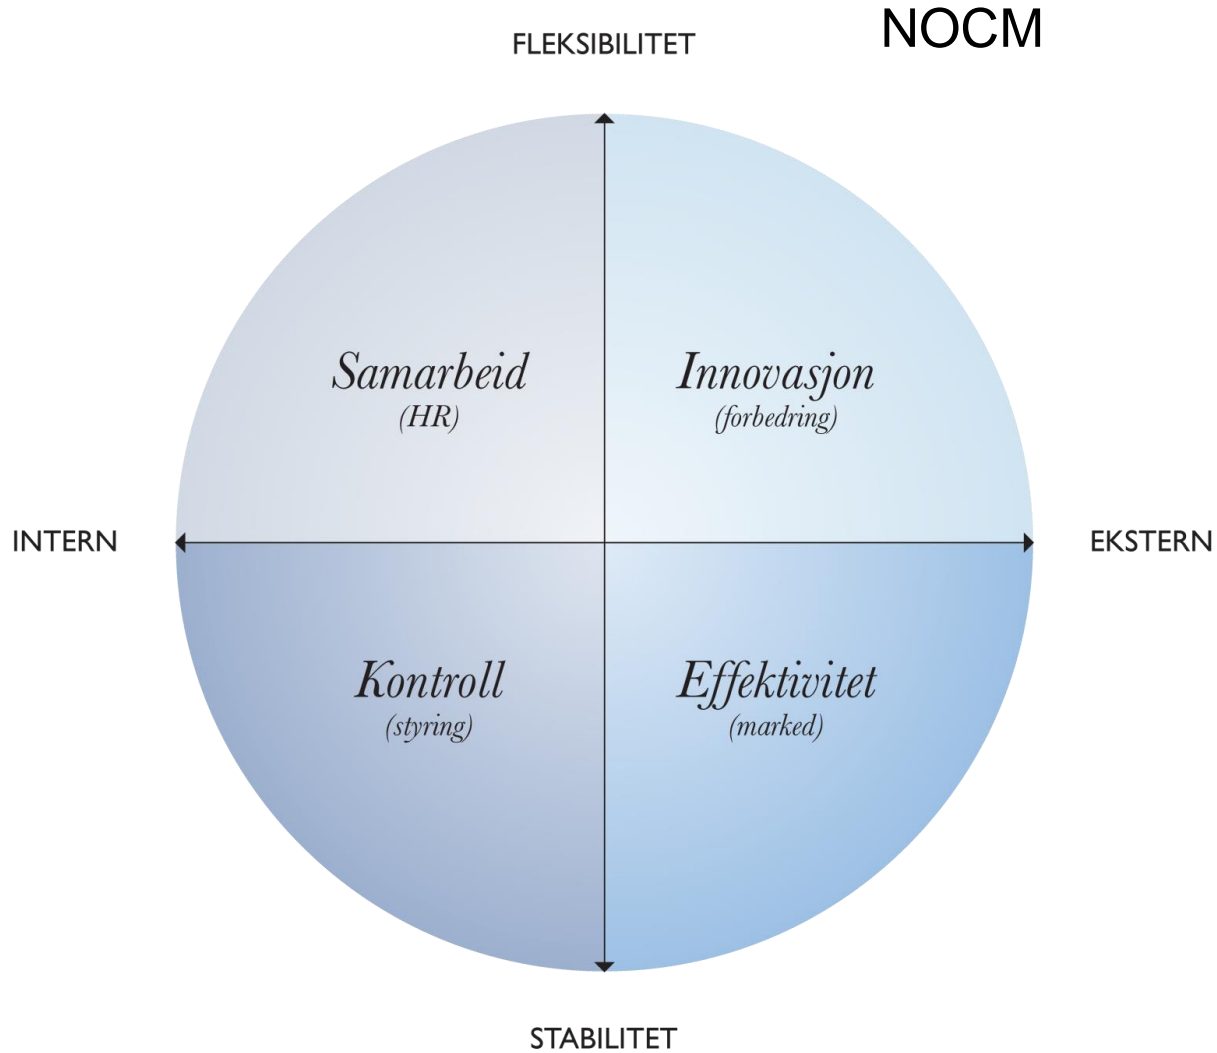 NOCM
FLEKSIBILITET
Samarbeid
(HR)
Innovasjon
(forbedring)
INTERN
EKSTERN
Kontroll
(styring)
Effektivitet
(marked)
STABILITET